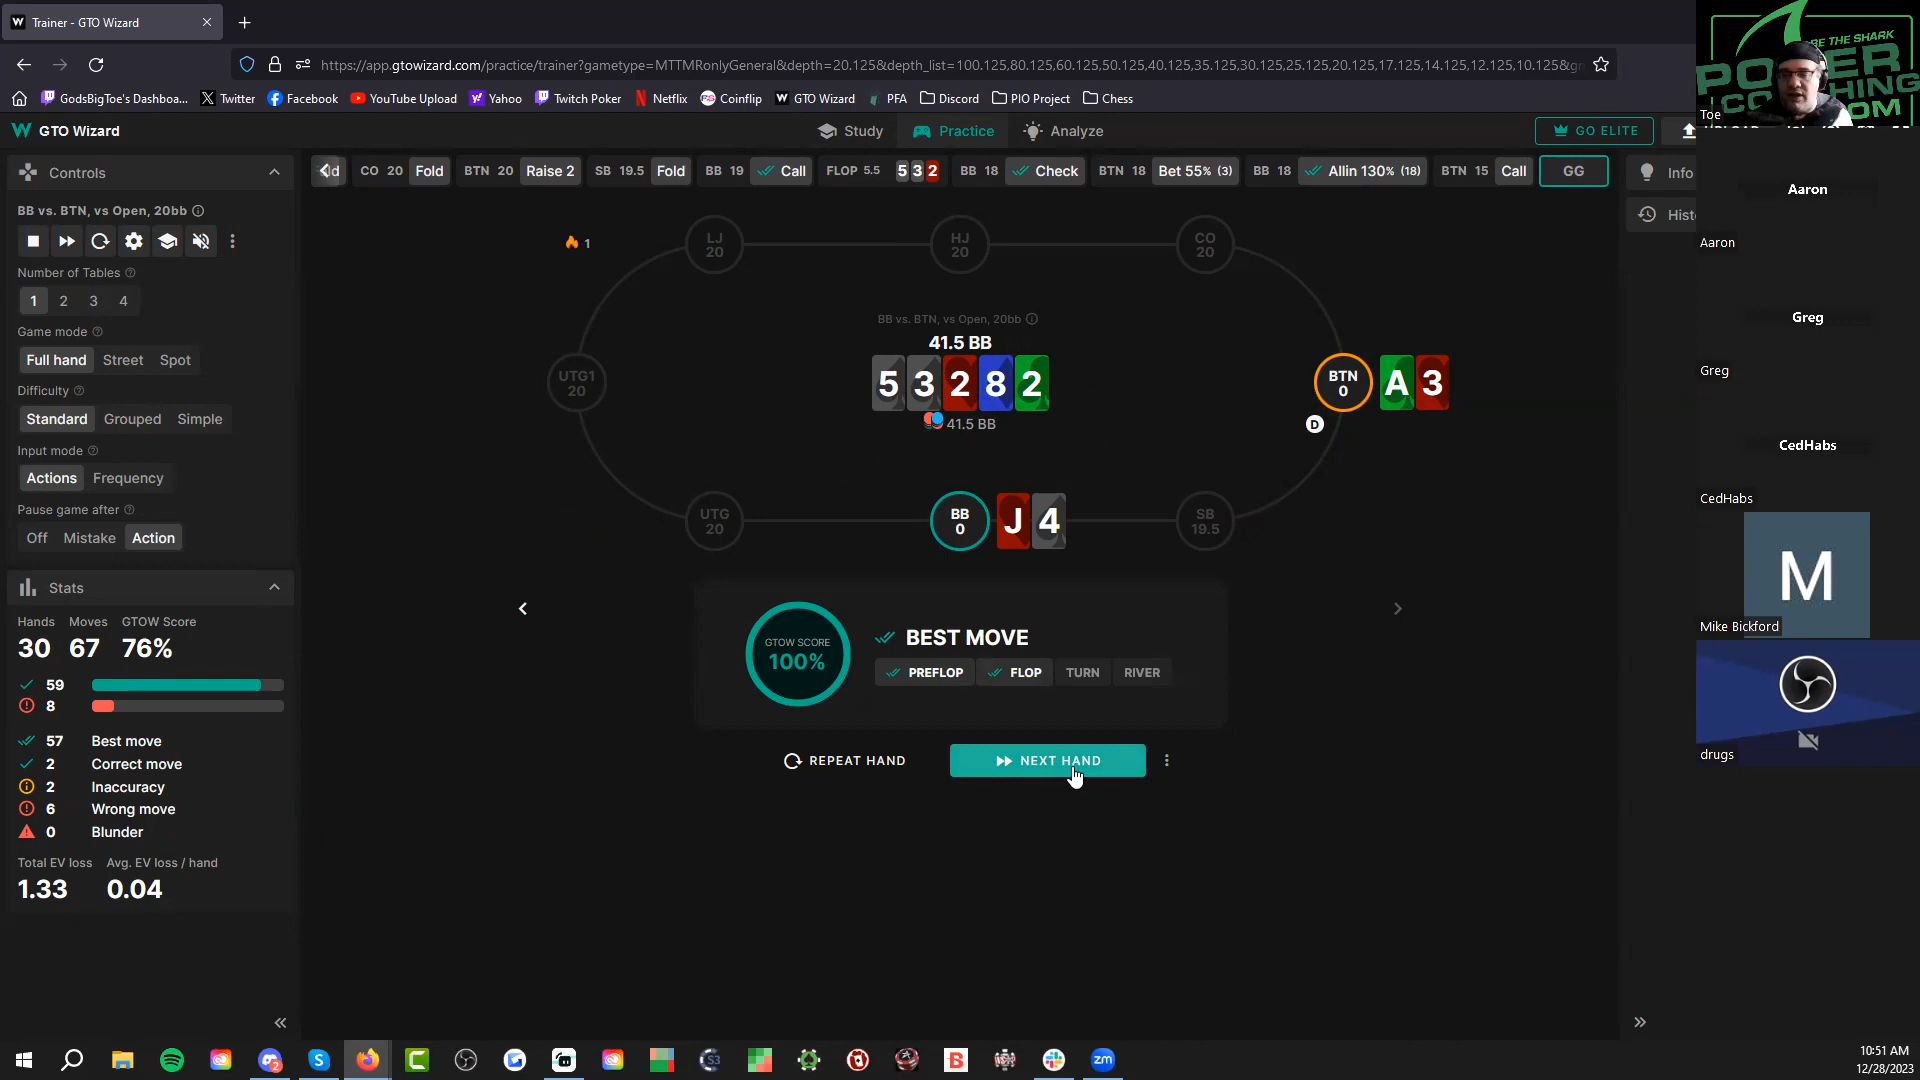 Trainer - GTO Wizard
https://app.gtowizard.com/practice/trainer?gametype=MTTMRonlyGeneral&depth=20.125&depth_list=100.125,80.125,60.125,50.125,40.125,35.125,30.125,25.125,20.125,17.125,14.125,12.125,10.125&gn
GodsBigToe's Dashboa...
Twitter
Facebook
YouTube Upload
Yahoo
Twitch Poker
Netflix
Coinflip
GTO Wizard
PFA
Discord
PIO Project
Chess
BE THE SHARK
Toe
GTO Wizard
Study
Practice
Analyze
GO ELITE
Controls
CO 20 Fold
BTN 20 Raise 2
SB 19.5 Fold
BB 19 Call
FLOP 5.5 5 3 2
BB 18 Check
BTN 18 Bet 55% (3)
BB 18 Allin 130% (18)
BTN 15 Call
GG
Info
BB vs. BTN, vs Open, 20bb
Number of Tables
1 2 3 4
Game mode
Full hand Street Spot
Difficulty
Standard Grouped Simple
Input mode
Actions Frequency
Pause game after
Off Mistake Action
Stats
Hands Moves GTOW Score
30 67 76%
59
8
57 Best move
2 Correct move
2 Inaccuracy
6 Wrong move
0 Blunder
Total EV loss Avg. EV loss / hand
1.33 0.04
1
LJ
20
HJ
20
CO
20
BB vs. BTN, vs Open, 20bb
41.5 BB
5 3 2 8 2
41.5 BB
UTG1
20
BTN
0
A 3
D
UTG
20
BB
0
J 4
SB
19.5
GTOW SCORE
100%
BEST MOVE
PREFLOP FLOP TURN RIVER
REPEAT HAND
NEXT HAND
Aaron
Aaron
Greg
Greg
CedHabs
CedHabs
M
Mike Bickford
drugs
10:51 AM
12/28/2023